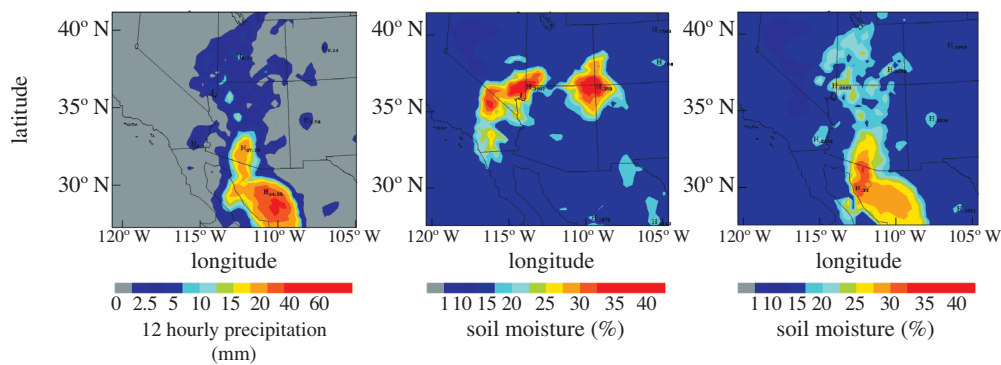 40° N 40° N 40° N
35° N 35° N 35° N
30° N 30° N 30° N
latitude
120° W 115° W 110° W 105° W 120° W 115° W 110° W 105° W 120° W 115° W 110° W 105° W
longitude longitude longitude
0 2.5 5 10 15 20 40 60 1 10 15 20 25 30 35 40 1 10 15 20 25 30 35 40
12 hourly precipitation soil moisture (%) soil moisture (%)
(mm)